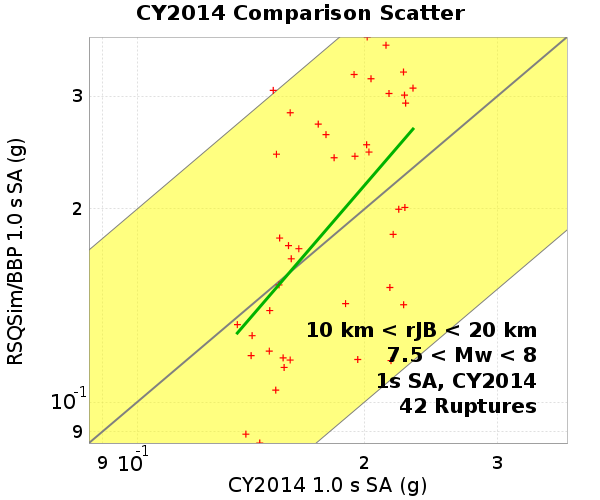 CY2014 Comparison Scatter
RSQSim/BBP 1.0 s SA (g)
3
2
10-1
9
10 km < rJB < 20 km
7.5 < Mw < 8
1s SA, CY2014
42 Ruptures
9 10-1 2 3
CY2014 1.0 s SA (g)